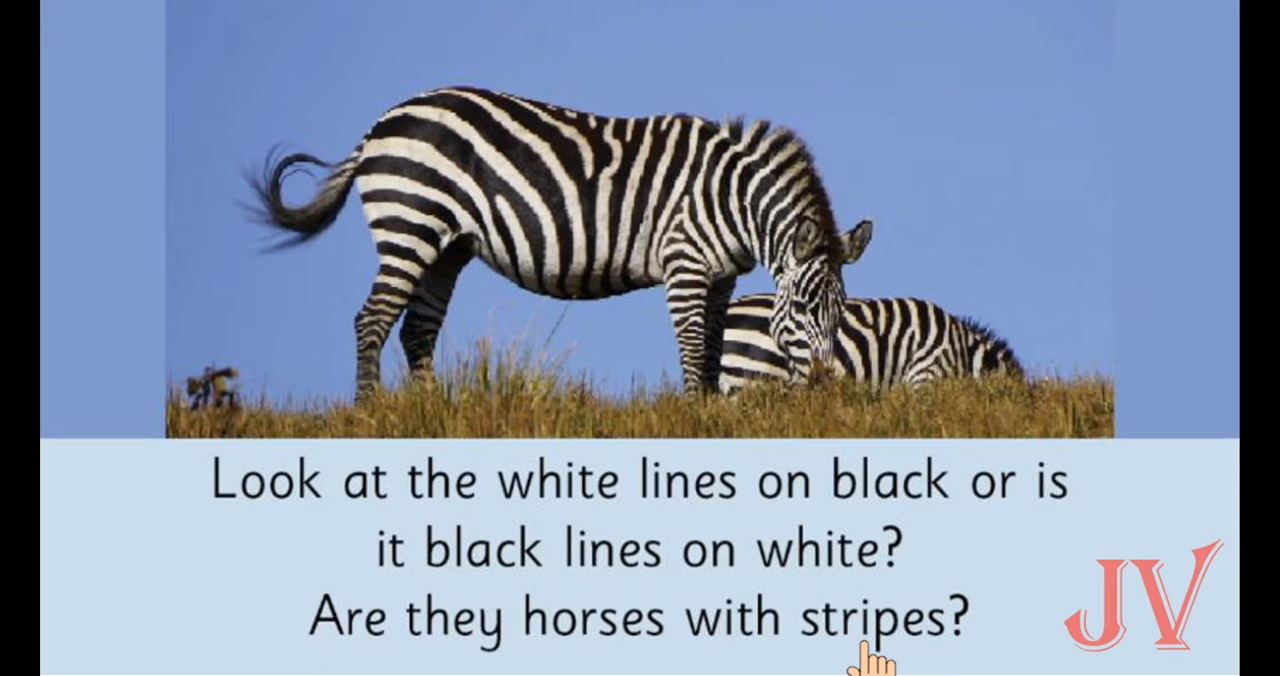 Look at the white lines on black or is
it black lines on white?
Are they horses with stripes?
JV